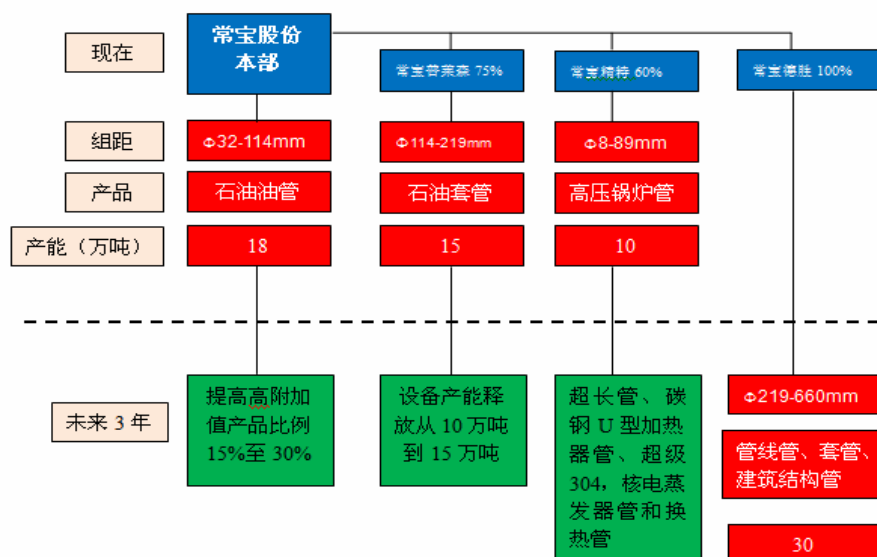 现在
常宝股份
本部
常宝普莱森 75%
常宝精特 60%
常宝德胜 100%
组距
Φ32-114mm
Φ114-219mm
Φ8-89mm
产品
石油油管
石油套管
高压锅炉管
产能（万吨）
18
15
10
未来 3 年
提高高附加
值产品比例
15%至 30%
设备产能释
放从 10 万吨
到 15 万吨
超长管、碳
钢 U 型加热
器管、超级
304，核电蒸
发器管和换
热管
Φ219-660mm
管线管、套管、
建筑结构管
30